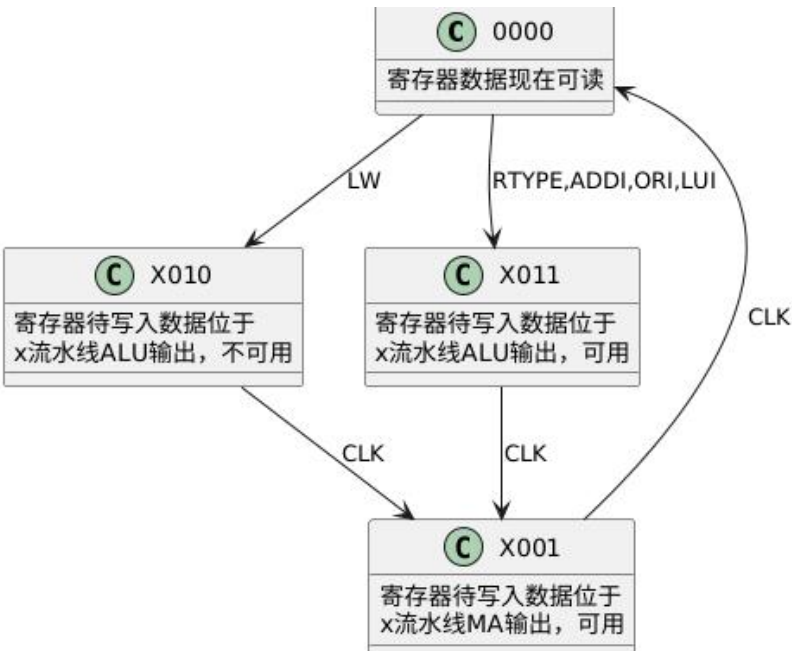 C 0000
寄存器数据现在可读
LW
RTYPE,ADDI,ORI,LUI
C X010
寄存器待写入数据位于
x流水线ALU输出，不可用
C X011
寄存器待写入数据位于
x流水线ALU输出，可用
CLK
CLK
CLK
C X001
寄存器待写入数据位于
x流水线MA输出，可用